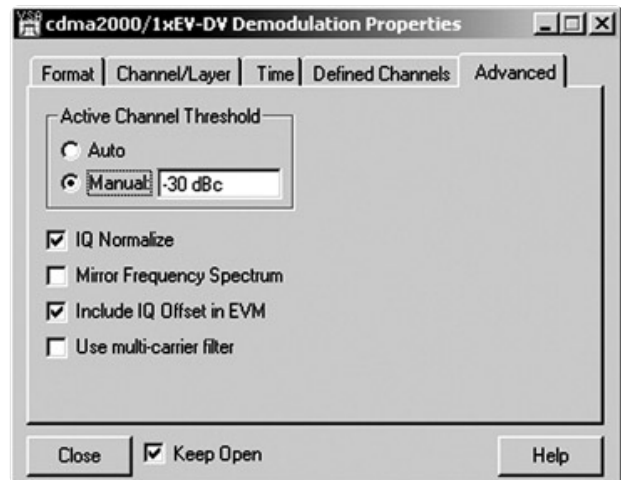 VSA
cdma2000/1xEV-DV Demodulation Properties
Format Channel/Layer Time Defined Channels Advanced
Active Channel Threshold
Auto
Manual: -30 dBc
IQ Normalize
Mirror Frequency Spectrum
Include IQ Offset in EVM
Use multi-carrier filter
Close Keep Open Help